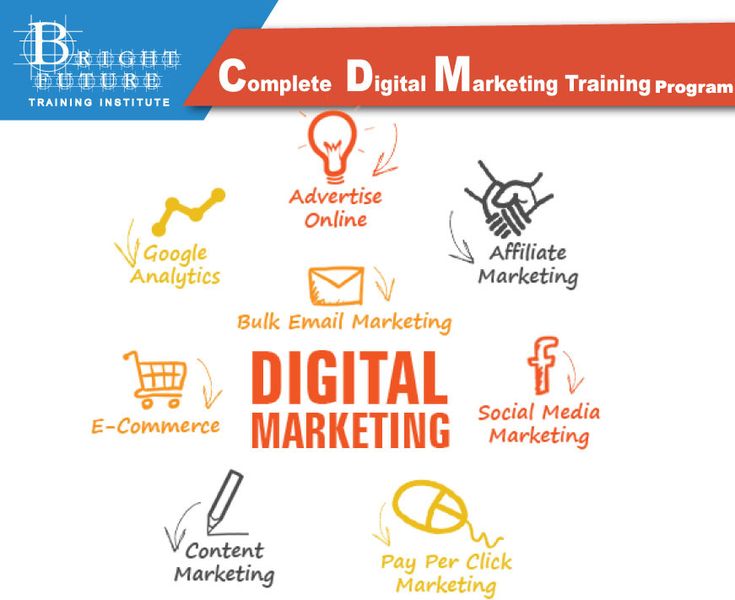 BRIGHT
FUTURE
TRAINING INSTITUTE
Complete Digital Marketing Training Program
Advertise
Online
Google
Analytics
Affiliate
Marketing
Bulk Email Marketing
DIGITAL
MARKETING
E-Commerce
f
Social Media
Marketing
Content
Marketing
Pay Per Click
Marketing